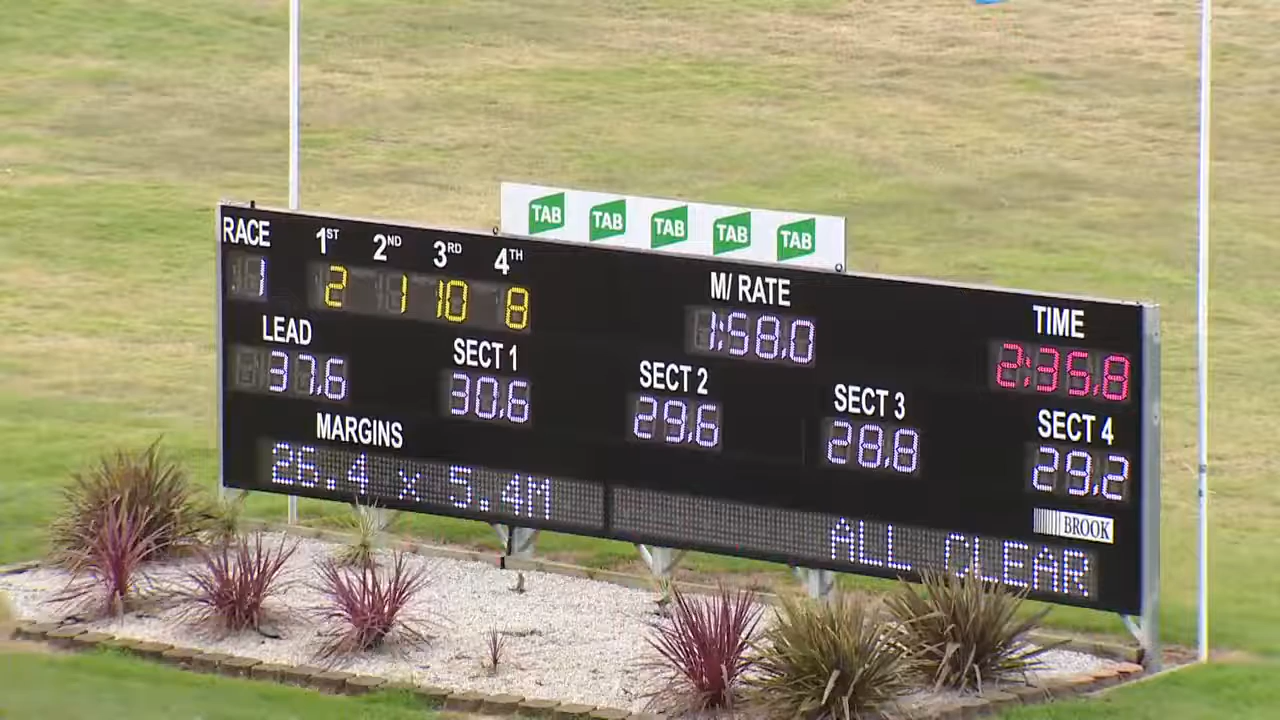 TAB TAB TAB TAB TAB
RACE 1ST 2ND 3RD 4TH M/ RATE TIME
1 2 1 10 8 1:58.0 2:35.8
LEAD SECT 1 SECT 2 SECT 3 SECT 4
37.6 30.6 29.6 28.8 29.2
MARGINS BROOK
26.4 x 5.4M ALL CLEAR